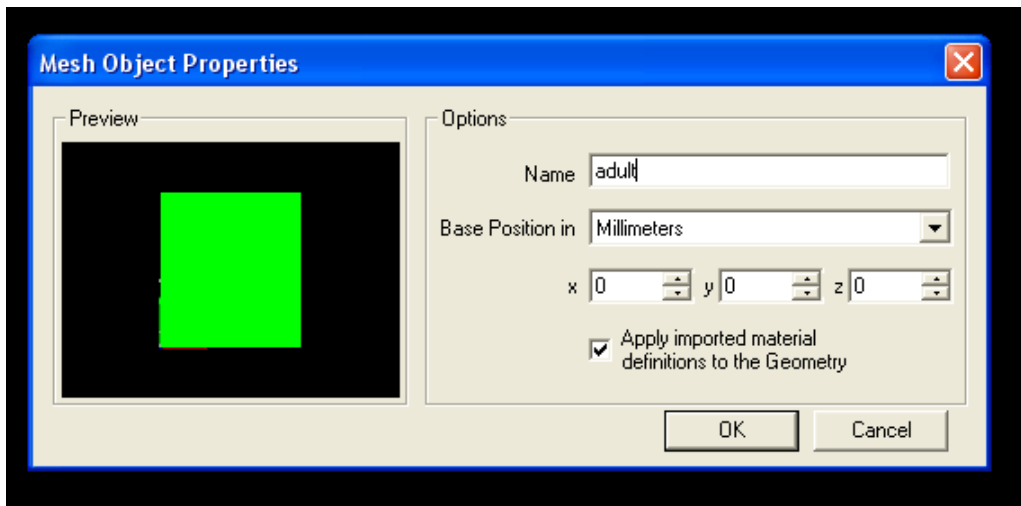 Mesh Object Properties
Preview
Options
Name adult
Base Position in Millimeters
x 0 y 0 z 0
Apply imported material
definitions to the Geometry
OK Cancel